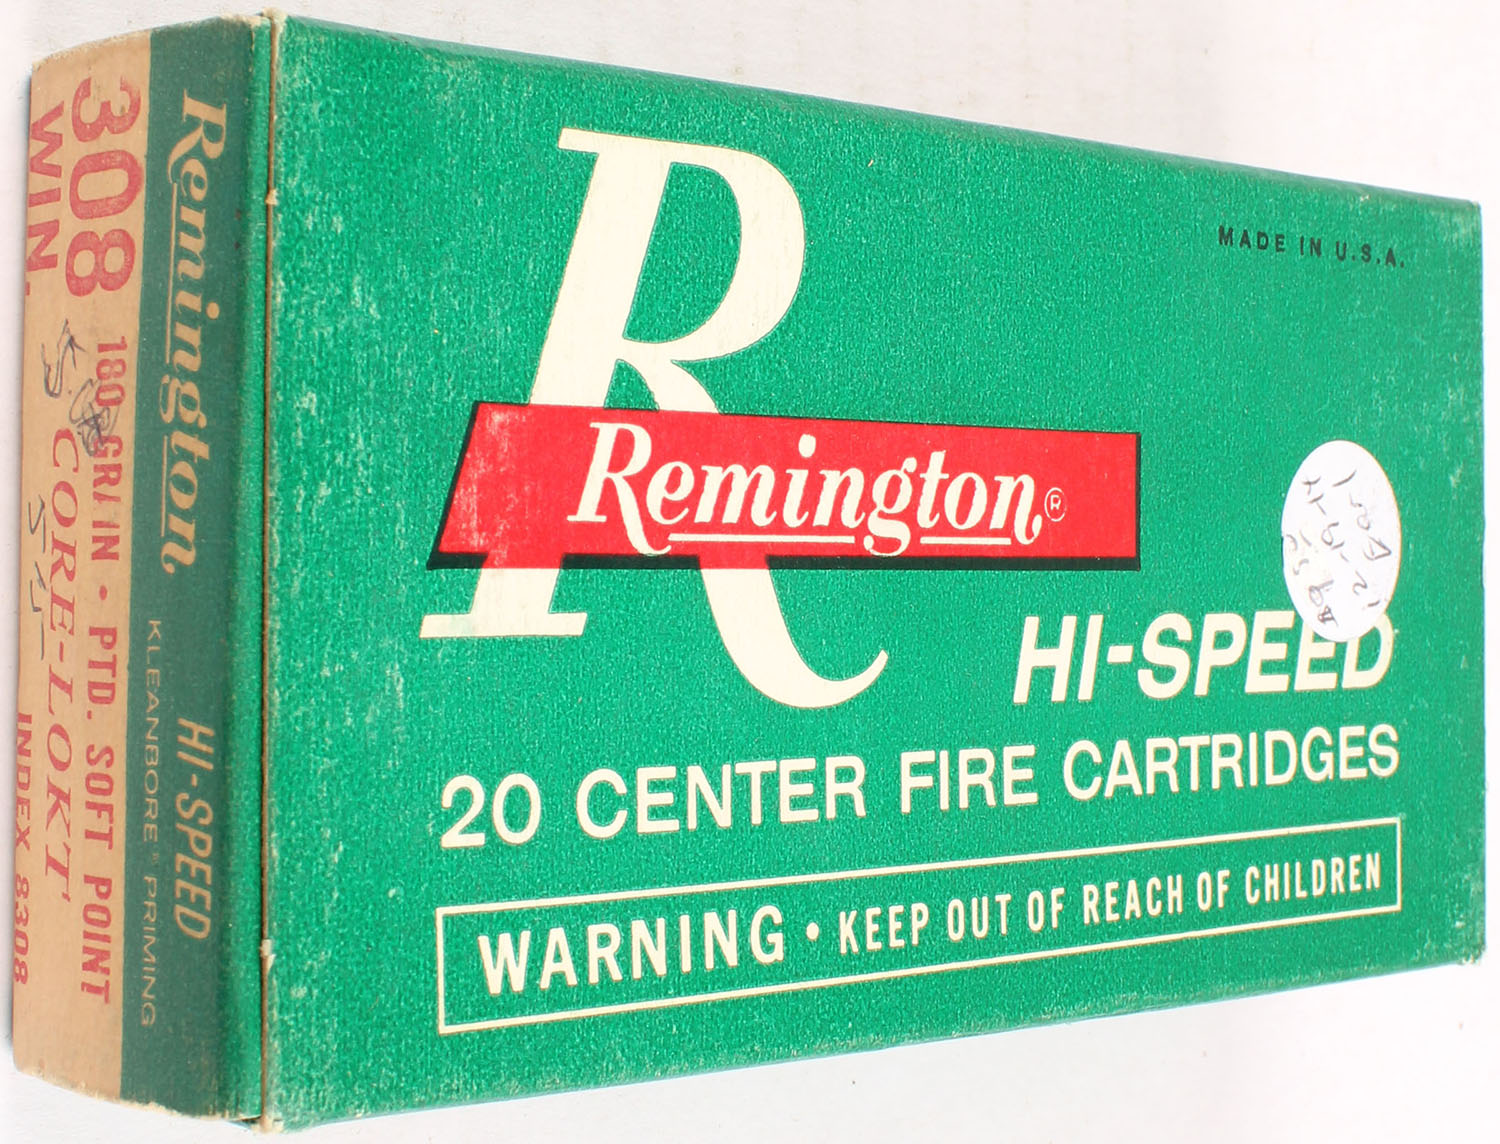 Remington
HI-SPEED
KLEANBORE" PRIMING
308
WIN.
180 GRAIN • PTD. SOFT POINT
CORE-LOKT'
INDEX 8308
R
MADE IN U.S.A.
Remington®
HI-SPEED
20 CENTER FIRE CARTRIDGES
WARNING • KEEP OUT OF REACH OF CHILDREN